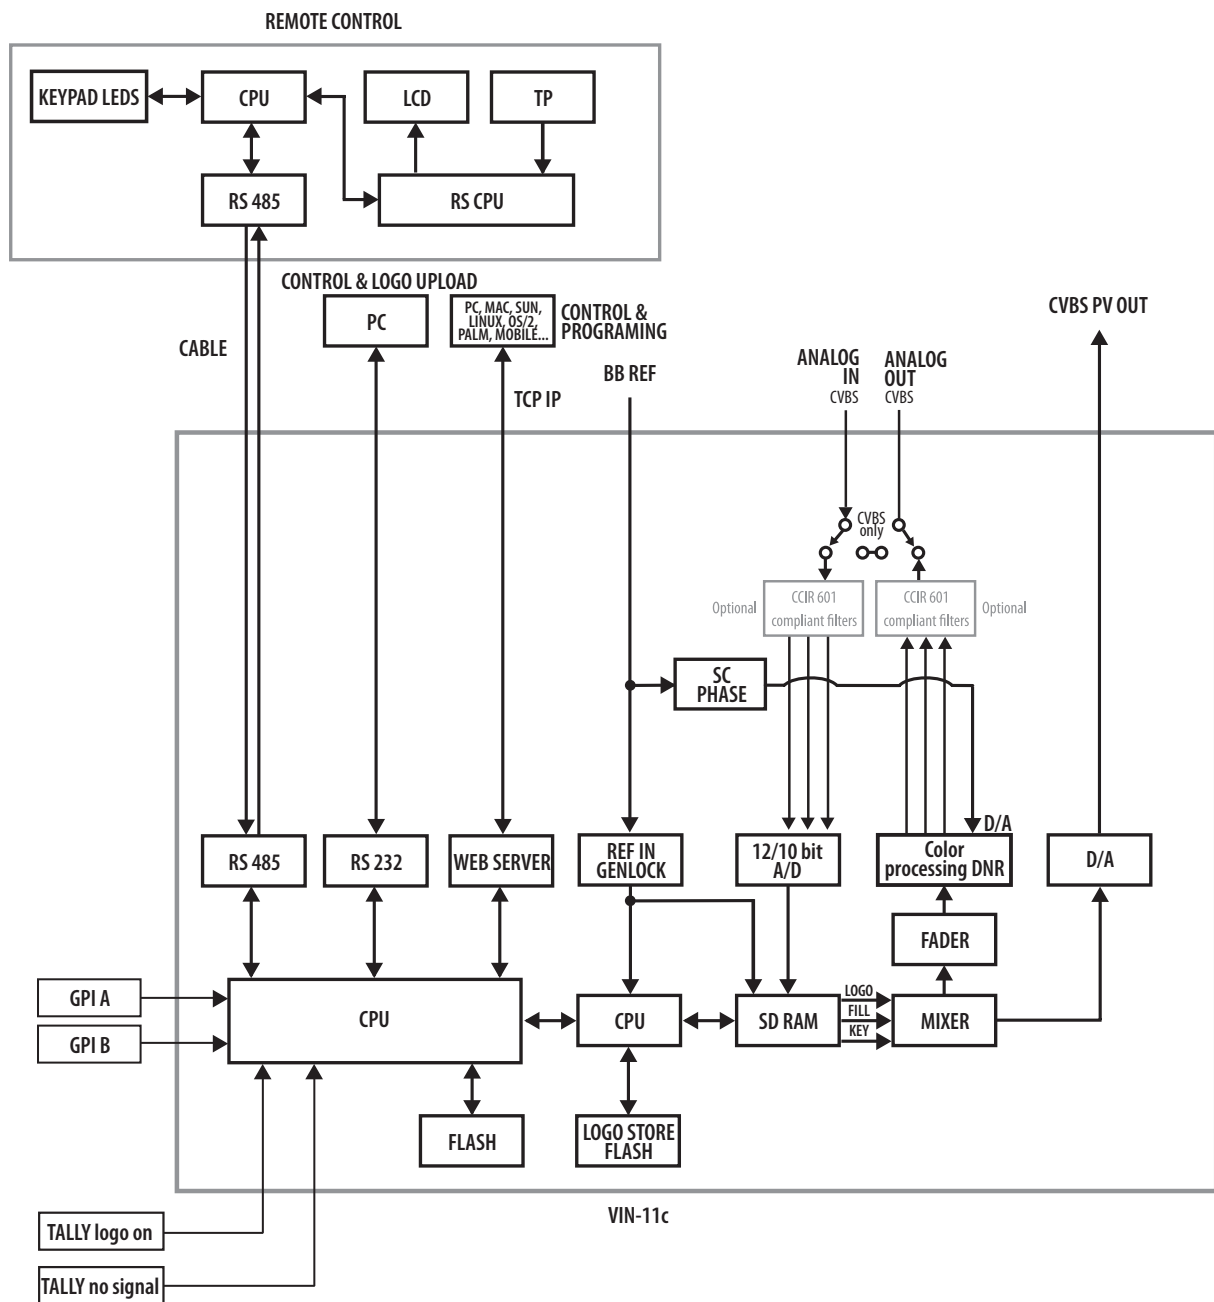 REMOTE CONTROL
KEYPAD LEDS
CPU
LCD
TP
RS 485
RS CPU
CONTROL & LOGO UPLOAD
PC
PC, MAC, SUN,
LINUX, OS/2,
PALM, MOBILE...
CONTROL &
PROGRAMING
CABLE
TCP IP
BB REF
ANALOG
IN
CVBS
ANALOG
OUT
CVBS
CVBS PV OUT
CVBS
only
Optional
CCIR 601
compliant filters
CCIR 601
compliant filters
Optional
SC
PHASE
D/A
RS 485
RS 232
WEB SERVER
REF IN
GENLOCK
12/10 bit
A/D
Color
processing DNR
D/A
FADER
GPI A
GPI B
CPU
CPU
SD RAM
LOGO
FILL
KEY
MIXER
FLASH
LOGO STORE
FLASH
VIN-11c
TALLY logo on
TALLY no signal